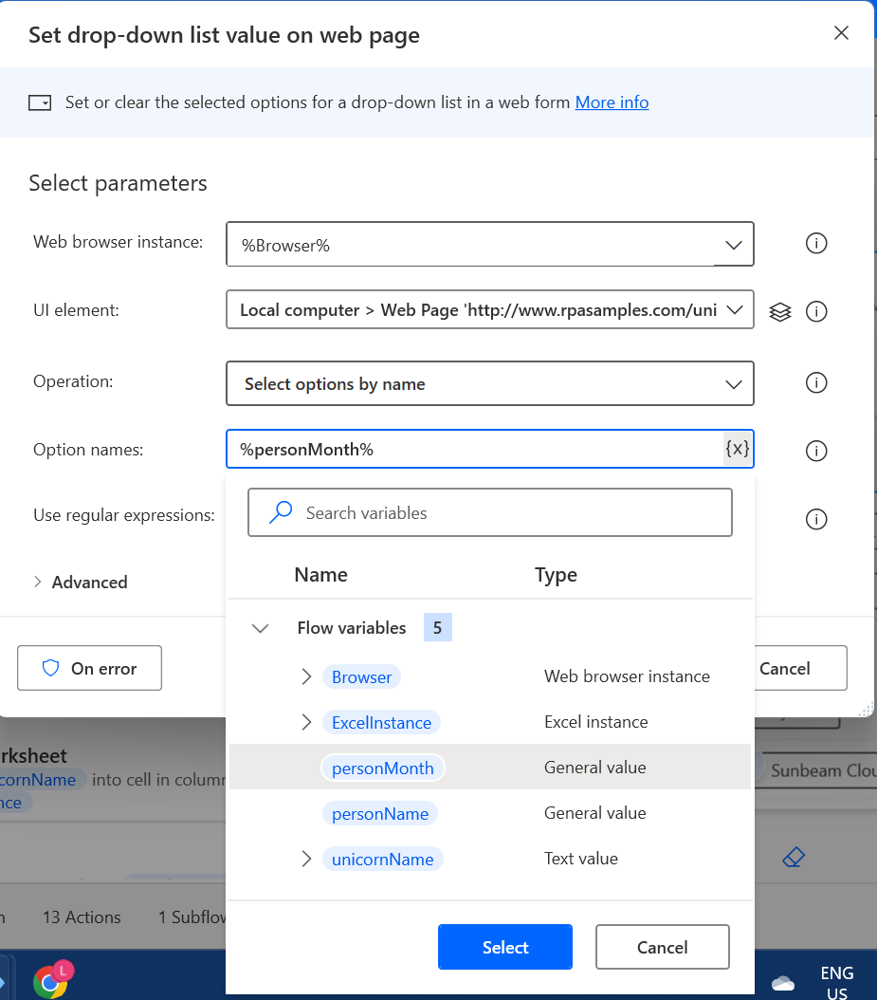 Set drop-down list value on web page
Set or clear the selected options for a drop-down list in a web form More info
Select parameters
Web browser instance:
%Browser%
UI element:
Local computer > Web Page 'http://www.rpasamples.com/uni
Operation:
Select options by name
Option names:
%personMonth%
{x}
Use regular expressions:
Search variables
Advanced
Name Type
Flow variables 5
On error
Cancel
Browser Web browser instance
ExcelInstance Excel instance
personMonth General value
personName General value
unicornName Text value
rksheet
cornName into cell in column
nce
Sunbeam Clou
13 Actions 1 Subflow
Select Cancel
L
ENG
US